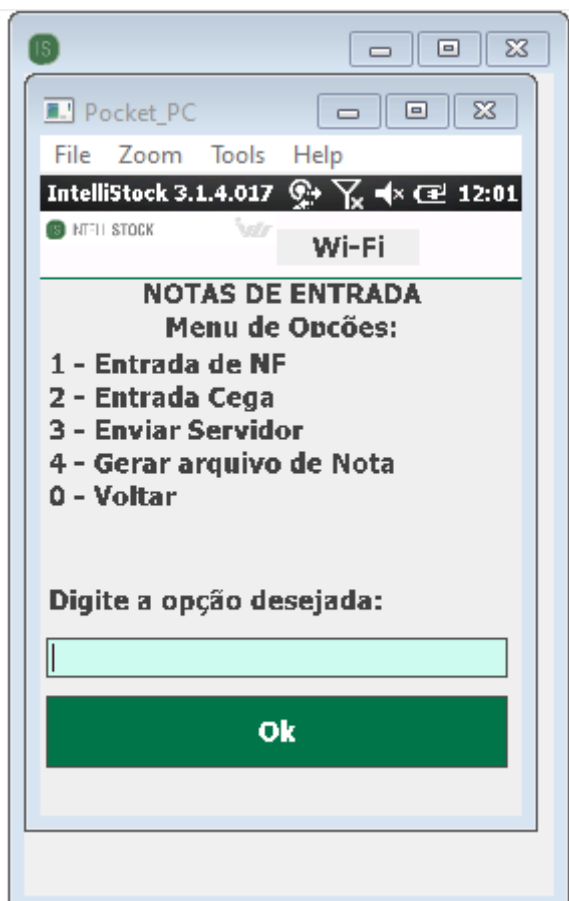 IS
Pocket_PC
File Zoom Tools Help
IntelliStock 3.1.4.017 12:01
IS INTELLISTOCK
Wi-Fi
NOTAS DE ENTRADA
Menu de Opções:
1 - Entrada de NF
2 - Entrada Cega
3 - Enviar Servidor
4 - Gerar arquivo de Nota
0 - Voltar
Digite a opção desejada:
Ok